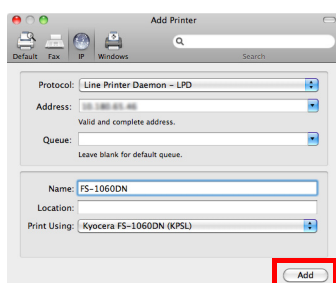 Add Printer
Default Fax IP Windows Search
Protocol: Line Printer Daemon – LPD
Address:
Valid and complete address.
Queue:
Leave blank for default queue.
Name: FS-1060DN
Location:
Print Using: Kyocera FS-1060DN (KPSL)
Add